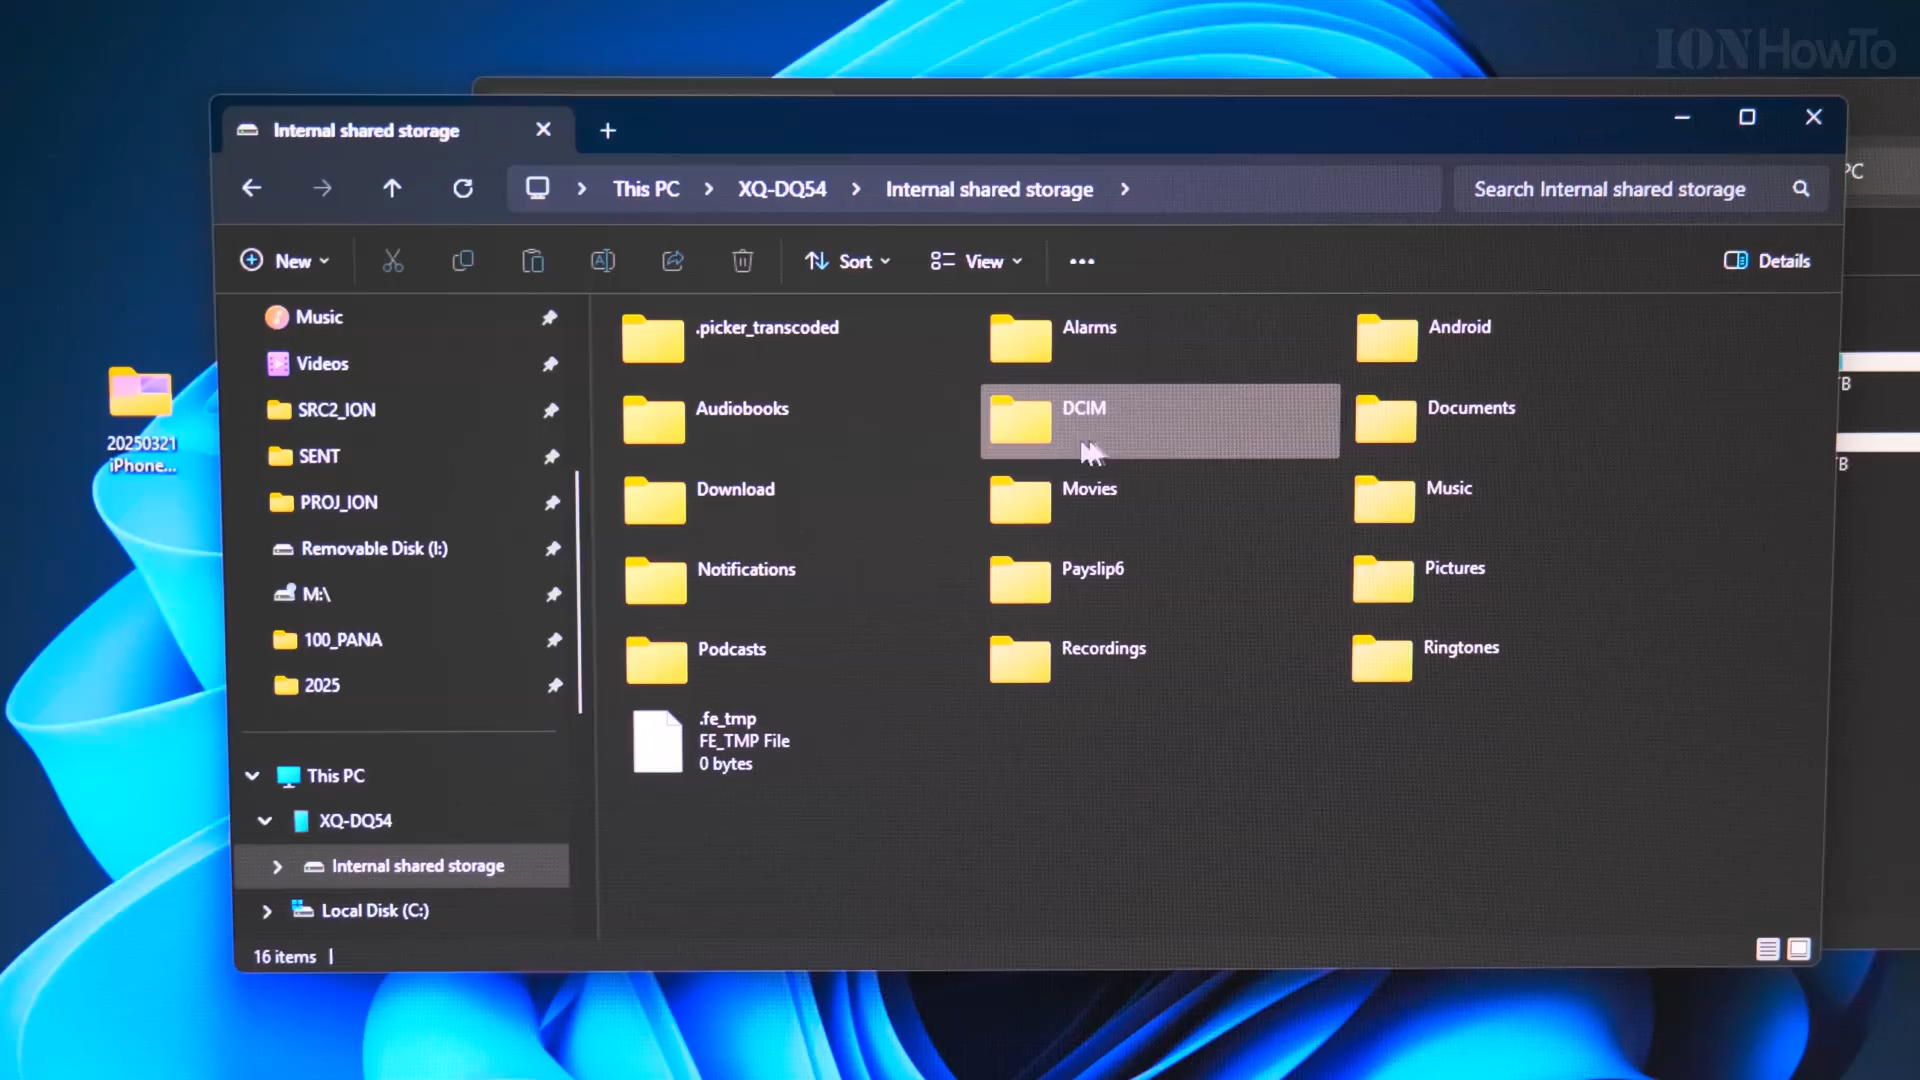 ION HowTo
Internal shared storage
This PC
XQ-DQ54
Internal shared storage
Search Internal shared storage
PC
New
Sort
View
Details
Music
Videos
SRC2_ION
SENT
PROJ_ION
Removable Disk (I:)
M:\
100_PANA
2025
This PC
XQ-DQ54
Internal shared storage
Local Disk (C:)
.picker_transcoded
Alarms
Android
Audiobooks
DCIM
Documents
Download
Movies
Music
Notifications
Payslip6
Pictures
Podcasts
Recordings
Ringtones
.fe_tmp
FE_TMP File
0 bytes
16 items
20250321
iPhone...
TB
TB